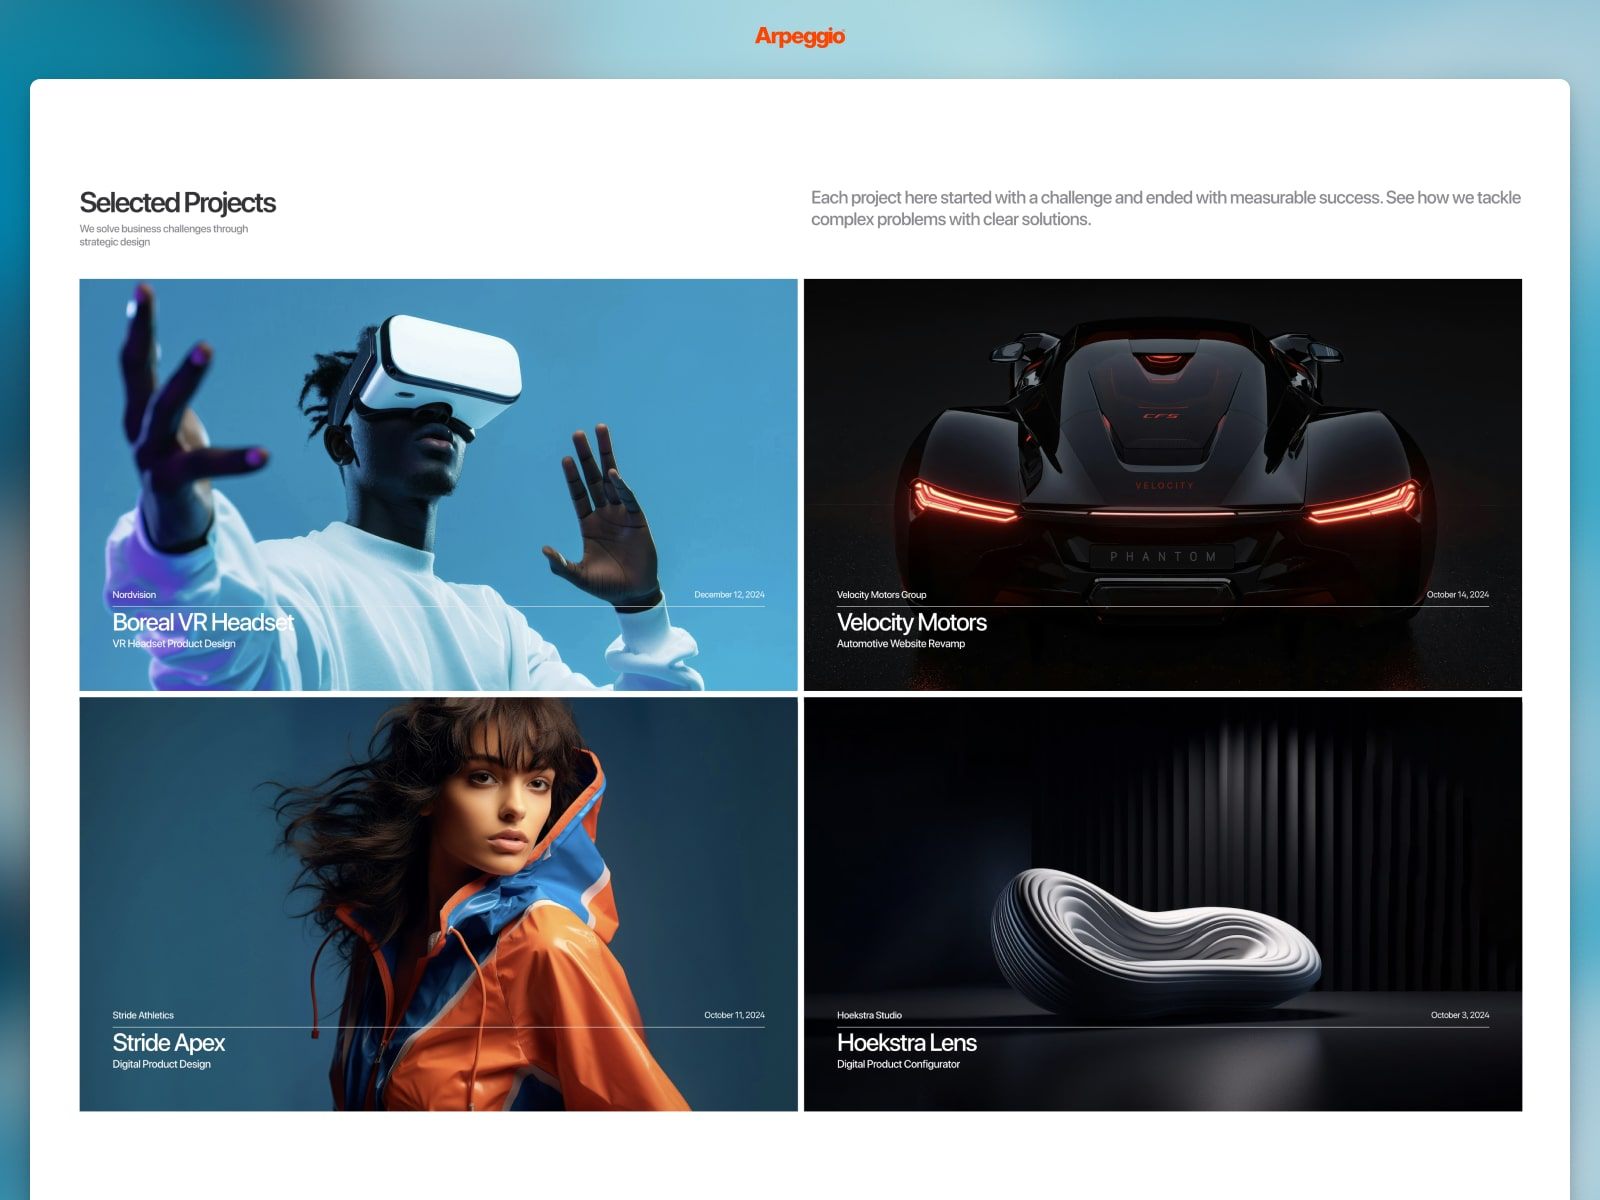 Arpeggio
Selected Projects
We solve business challenges through
strategic design
Each project here started with a challenge and ended with measurable success. See how we tackle
complex problems with clear solutions.
Nordvision
December 12, 2024
Boreal VR Headset
VR Headset Product Design
CFS
VELOCITY
PHANTOM
Velocity Motors Group
October 14, 2024
Velocity Motors
Automotive Website Revamp
Stride Athletics
October 11, 2024
Stride Apex
Digital Product Design
Hoekstra Studio
October 3, 2024
Hoekstra Lens
Digital Product Configurator